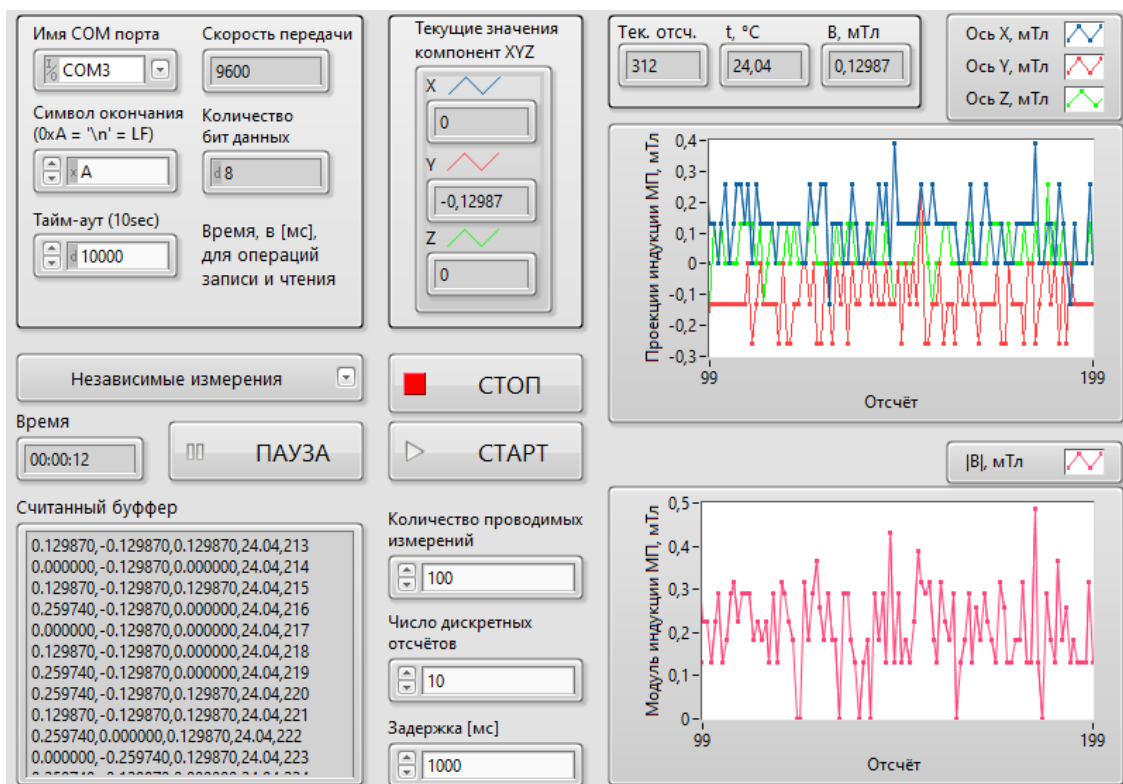 Имя COM порта
Скорость передачи
COM3
9600
Символ окончания
(0xA = '\n' = LF)
Количество
бит данных
x A
d 8
Тайм-аут (10sec)
d 10000
Время, в [мс],
для операций
записи и чтения
Текущие значения
компонент XYZ
X
0
Y
-0,12987
Z
0
Тек. отсч.
t, °C
B, мТл
312
24,04
0,12987
Ось X, мТл
Ось Y, мТл
Ось Z, мТл
Проекции индукции МП, мТл
0,4
0,3
0,2
0,1
0
-0,1
-0,2
-0,3
99
199
Отсчёт
Независимые измерения
СТОП
Время
00:00:12
ПАУЗА
СТАРТ
|B|, мТл
Считанный буффер
0.129870,-0.129870,0.129870,24.04,213
0.000000,-0.129870,0.000000,24.04,214
0.129870,-0.129870,0.129870,24.04,215
0.259740,-0.129870,0.000000,24.04,216
0.000000,-0.129870,0.000000,24.04,217
0.129870,-0.129870,0.000000,24.04,218
0.259740,-0.129870,0.000000,24.04,219
0.259740,-0.129870,0.129870,24.04,220
0.129870,-0.129870,0.129870,24.04,221
0.259740,0.000000,0.129870,24.04,222
0.000000,-0.259740,0.129870,24.04,223
Количество проводимых
измерений
100
Число дискретных
отсчётов
10
Задержка [мс]
1000
Модуль индукции МП, мТл
0,5
0,4
0,3
0,2
0,1
0
99
199
Отсчёт